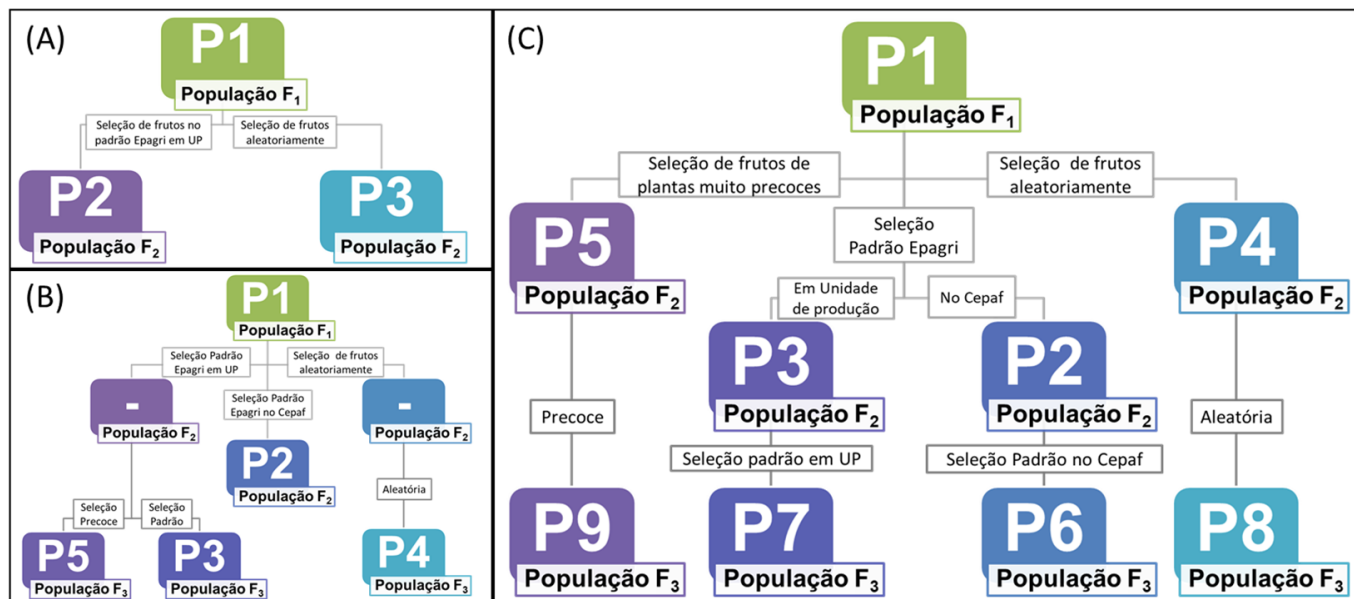 (A)
P1
População F₁
Seleção de frutos no
padrão Epagri em UP
Seleção de frutos
aleatoriamente
P2
População F₂
P3
População F₂
(B)
P1
População F₁
Seleção Padrão
Epagri em UP
Seleção de frutos
aleatoriamente
-
População F₂
Seleção Padrão
Epagri no Cepaf
-
População F₂
P2
População F₂
Aleatória
Seleção
Precoce
Seleção
Padrão
P5
População F₃
P3
População F₃
P4
População F₃
(C)
P1
População F₁
Seleção de frutos de
plantas muito precoces
Seleção de frutos
aleatoriamente
P5
População F₂
Seleção
Padrão Epagri
P4
População F₂
Em Unidade
de produção
No Cepaf
P3
População F₂
P2
População F₂
Precoce
Aleatória
Seleção padrão em UP
Seleção Padrão no Cepaf
P9
População F₃
P7
População F₃
P6
População F₃
P8
População F₃